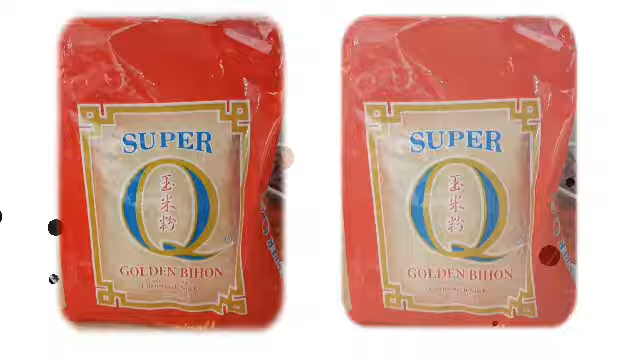 SUPER
Q
玉
米
粉
GOLDEN BIHON
SUPER
Q
玉
米
粉
GOLDEN BIHON